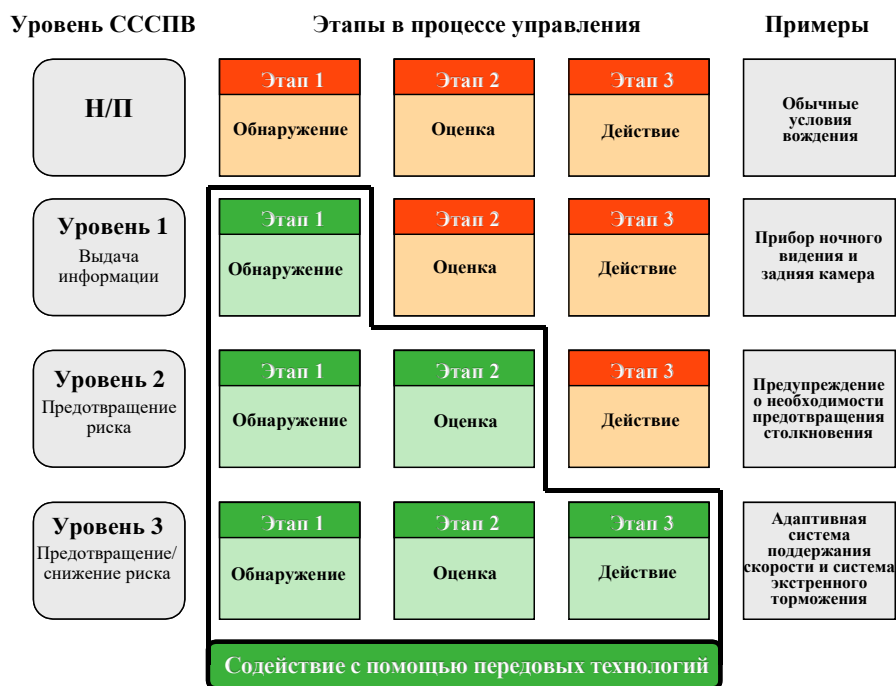 Уровень СССПВ
Этапы в процессе управления
Примеры
Н/П
Этап 1
Обнаружение
Этап 2
Оценка
Этап 3
Действие
Обычные
условия
вождения
Уровень 1
Выдача
информации
Этап 1
Обнаружение
Этап 2
Оценка
Этап 3
Действие
Прибор ночного
видения и
задняя камера
Уровень 2
Предотвращение
риска
Этап 1
Обнаружение
Этап 2
Оценка
Этап 3
Действие
Предупреждение
о необходимости
предотвращения
столкновения
Уровень 3
Предотвращение/
снижение риска
Этап 1
Обнаружение
Этап 2
Оценка
Этап 3
Действие
Адаптивная
система
поддержания
скорости и система
экстренного
торможения
Содействие с помощью передовых технологий